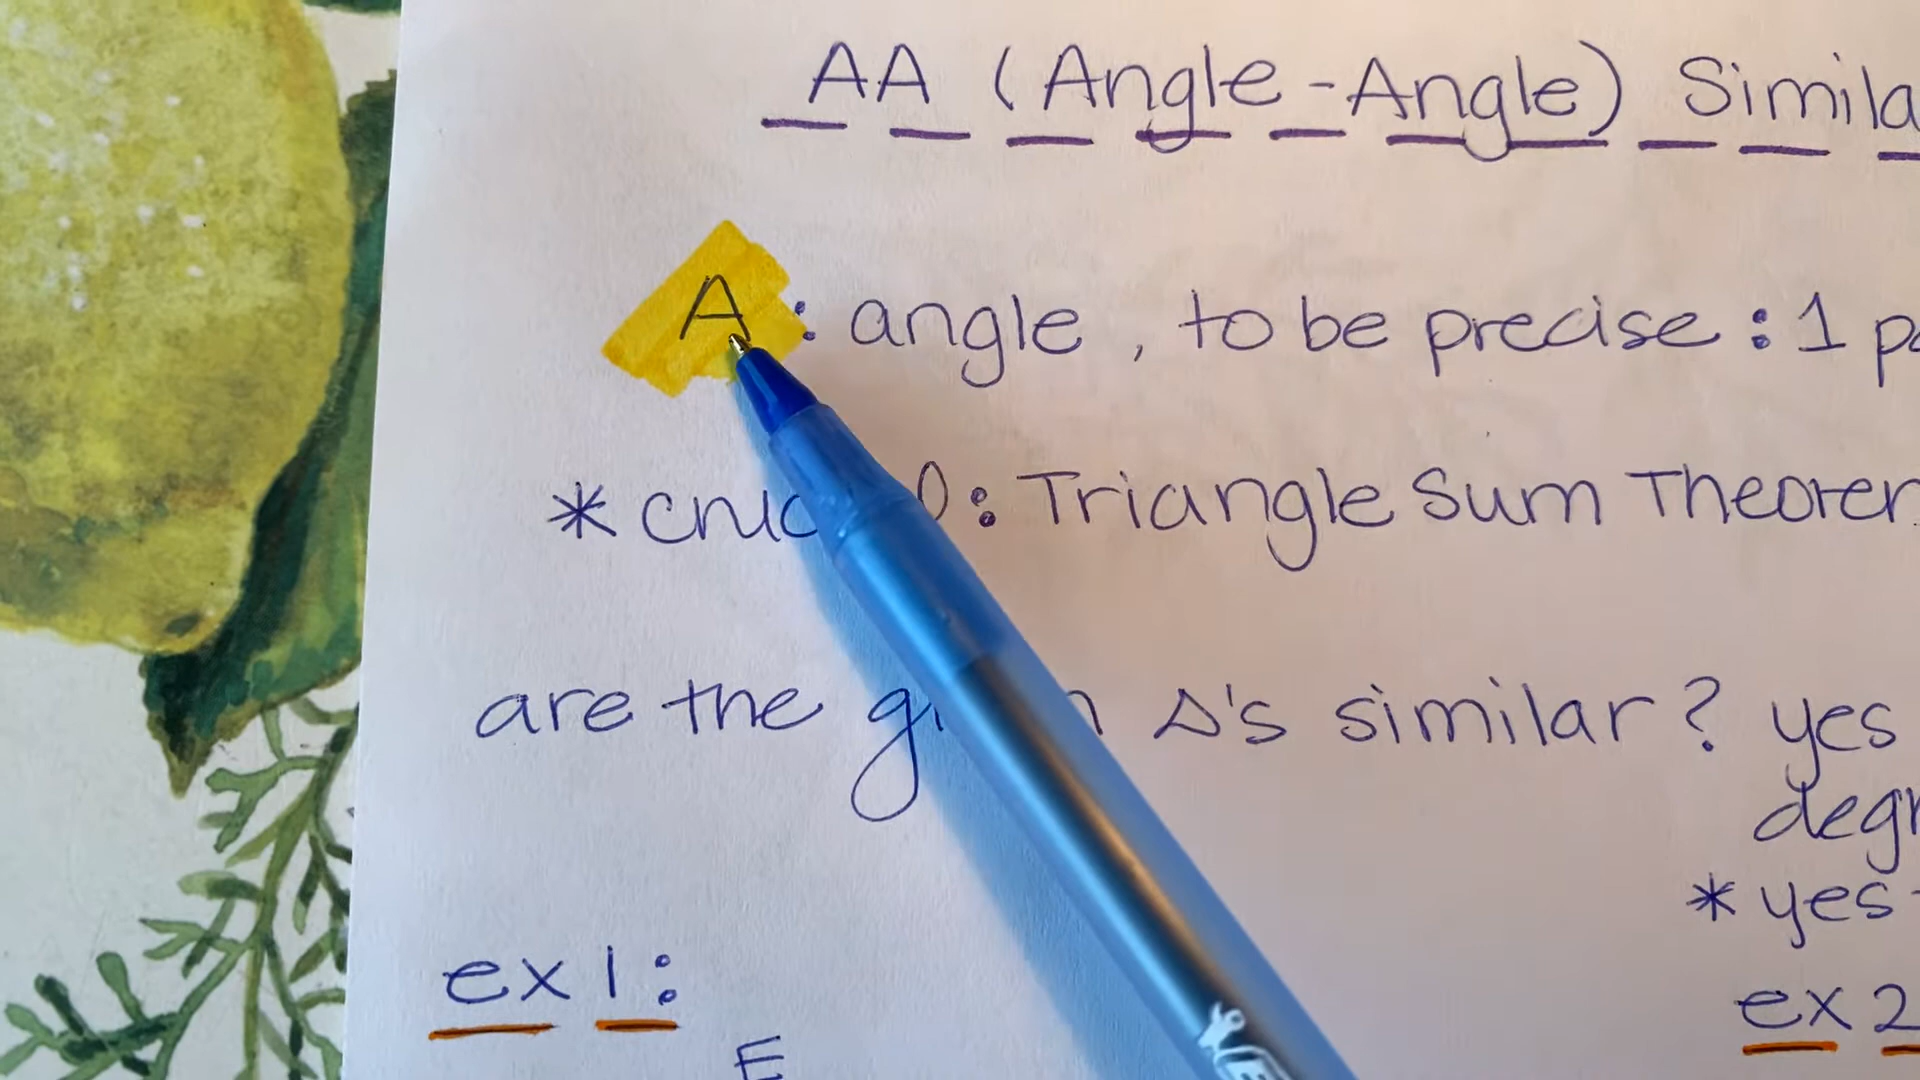 AA (Angle-Angle) Simila
A: angle, to be precise: 1 pa
* : Triangle Sum Theorem
are the Δ's similar? yes
degr
* yes
ex 1:
ex 2
E